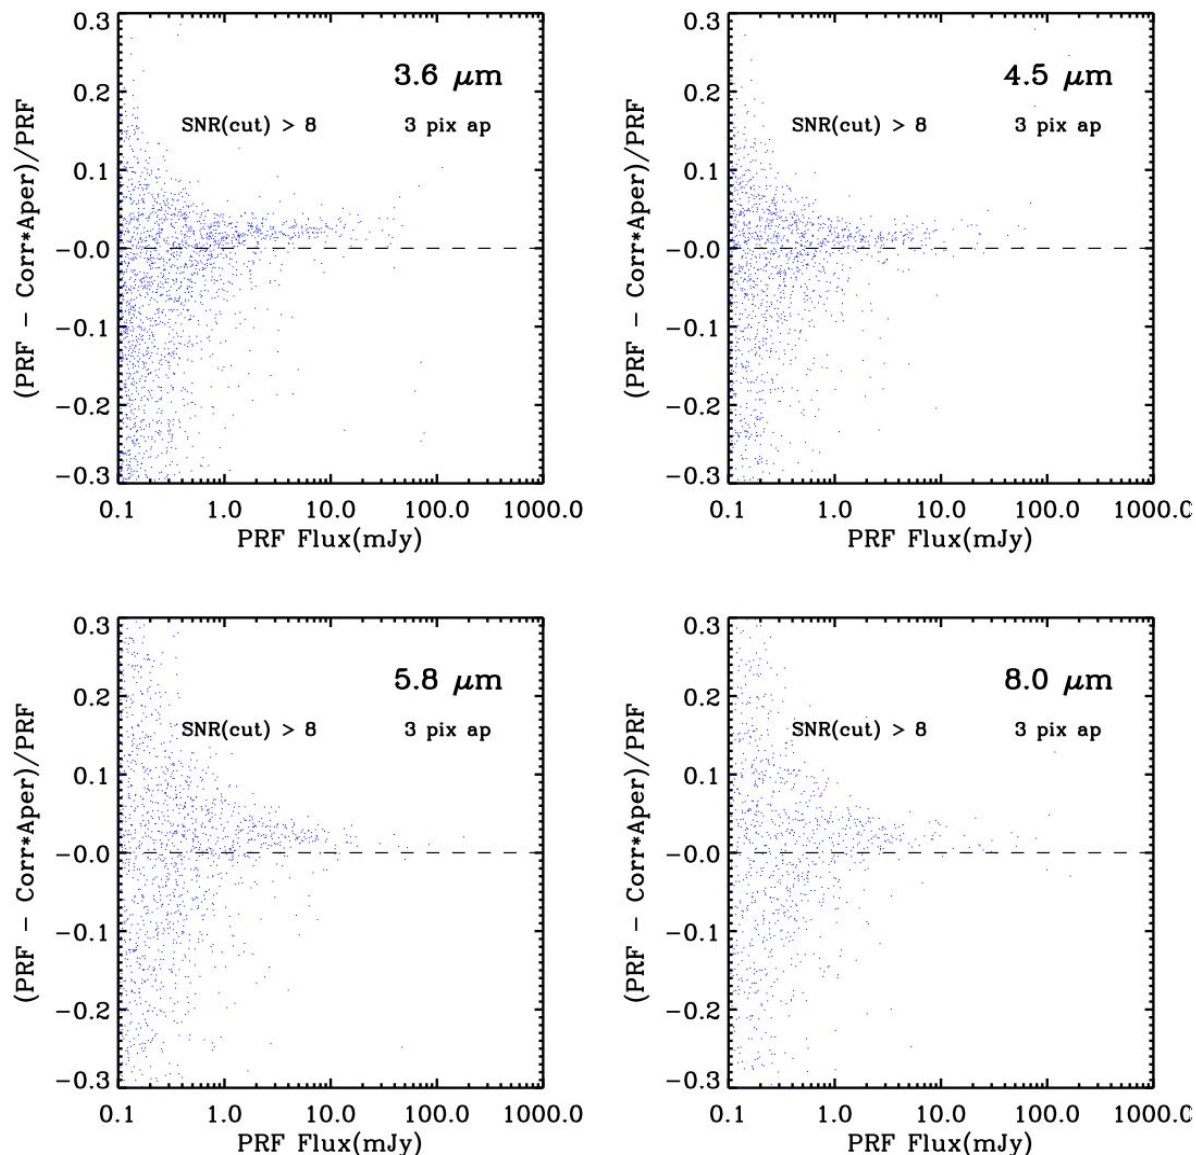 0.3
3.6 μm
0.2
SNR(cut) > 8 3 pix ap
0.1
-0.0
-0.1
-0.2
-0.3
(PRF - Corr*Aper)/PRF
0.1 1.0 10.0 100.0 1000.0
PRF Flux(mJy)
0.3
4.5 μm
0.2
SNR(cut) > 8 3 pix ap
0.1
-0.0
-0.1
-0.2
-0.3
(PRF - Corr*Aper)/PRF
0.1 1.0 10.0 100.0 1000.0
PRF Flux(mJy)
0.3
5.8 μm
0.2
SNR(cut) > 8 3 pix ap
0.1
-0.0
-0.1
-0.2
-0.3
(PRF - Corr*Aper)/PRF
0.1 1.0 10.0 100.0 1000.0
PRF Flux(mJy)
0.3
8.0 μm
0.2
SNR(cut) > 8 3 pix ap
0.1
-0.0
-0.1
-0.2
-0.3
(PRF - Corr*Aper)/PRF
0.1 1.0 10.0 100.0 1000.0
PRF Flux(mJy)